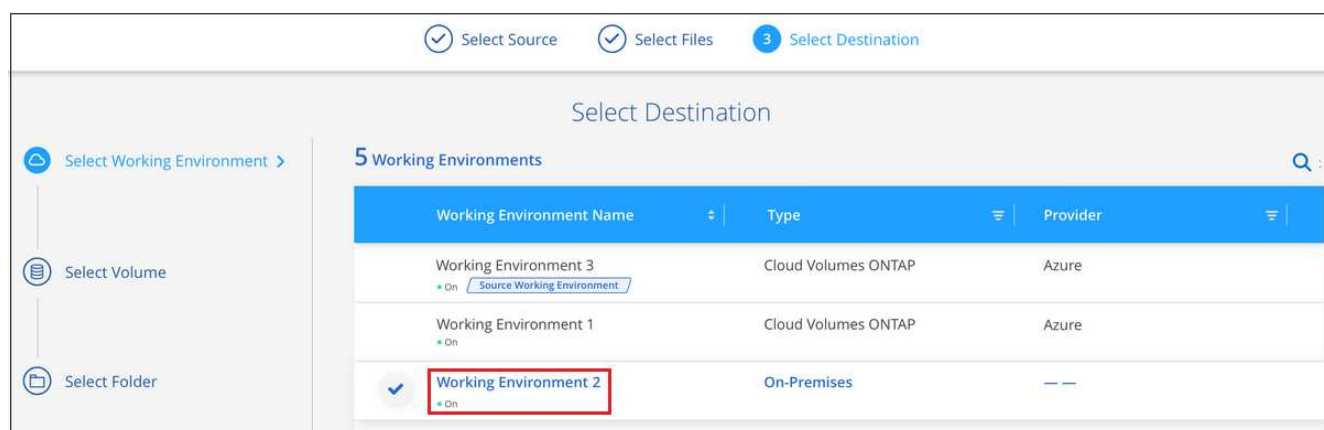 Select Source
Select Files
3 Select Destination
Select Destination
Select Working Environment
Select Volume
Select Folder
5 Working Environments
Working Environment Name Type Provider
Working Environment 3 Cloud Volumes ONTAP Azure
On Source Working Environment
Working Environment 1 Cloud Volumes ONTAP Azure
On
Working Environment 2 On-Premises — —
On